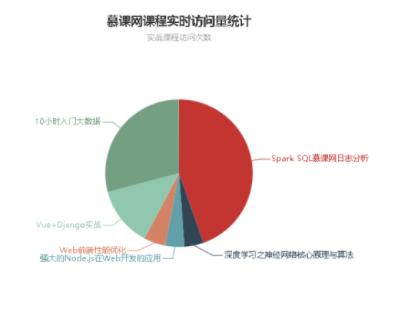 慕课网课程实时访问量统计
实战课程访问次数
10小时入门大数据
Spark SQL慕课网日志分析
Vue+Django实战
Web前端性能优化
强大的Node.js在Web开发的应用
深度学习之神经网络核心原理与算法